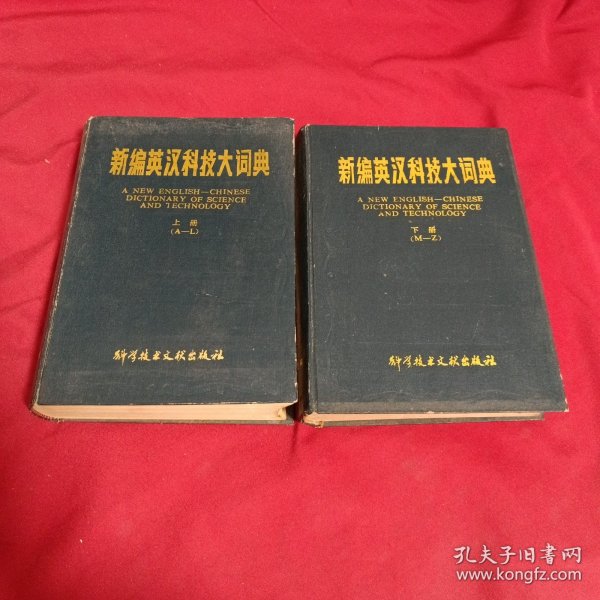 新编英汉科技大词典
A NEW ENGLISH—CHINESE
DICTIONARY OF SCIENCE
AND TECHNOLOGY
上册
(A—L)
科学技术文献出版社
新编英汉科技大词典
A NEW ENGLISH—CHINESE
DICTIONARY OF SCIENCE
AND TECHNOLOGY
下册
(M—Z)
科学技术文献出版社
孔夫子旧书网
www.kongfz.com